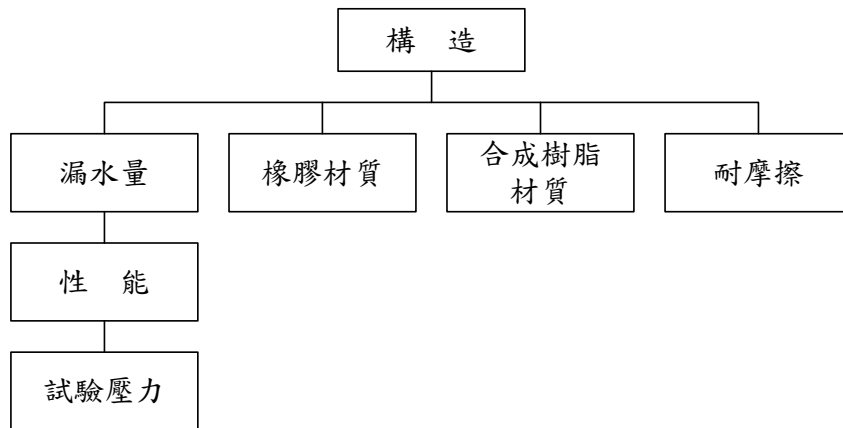 構　造
漏水量
橡膠材質
合成樹脂
材質
耐摩擦
性　能
試驗壓力